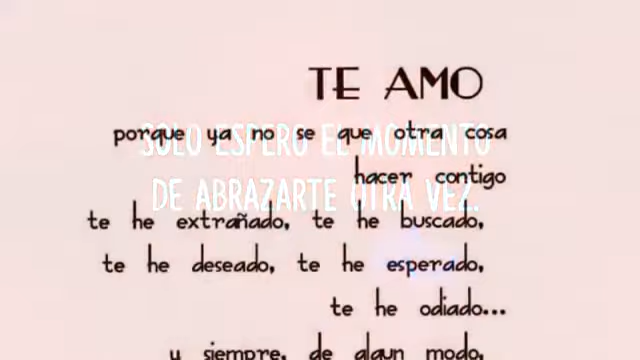 TE AMO
porque ya no se que otra cosa
SOLO ESPERO EL MOMENTO
hacer contigo
DE ABRAZARTE OTRA VEZ.
te he extrañado, te he buscado,
te he deseado, te he esperado,
te he odiado...
y siempre, de algun modo,